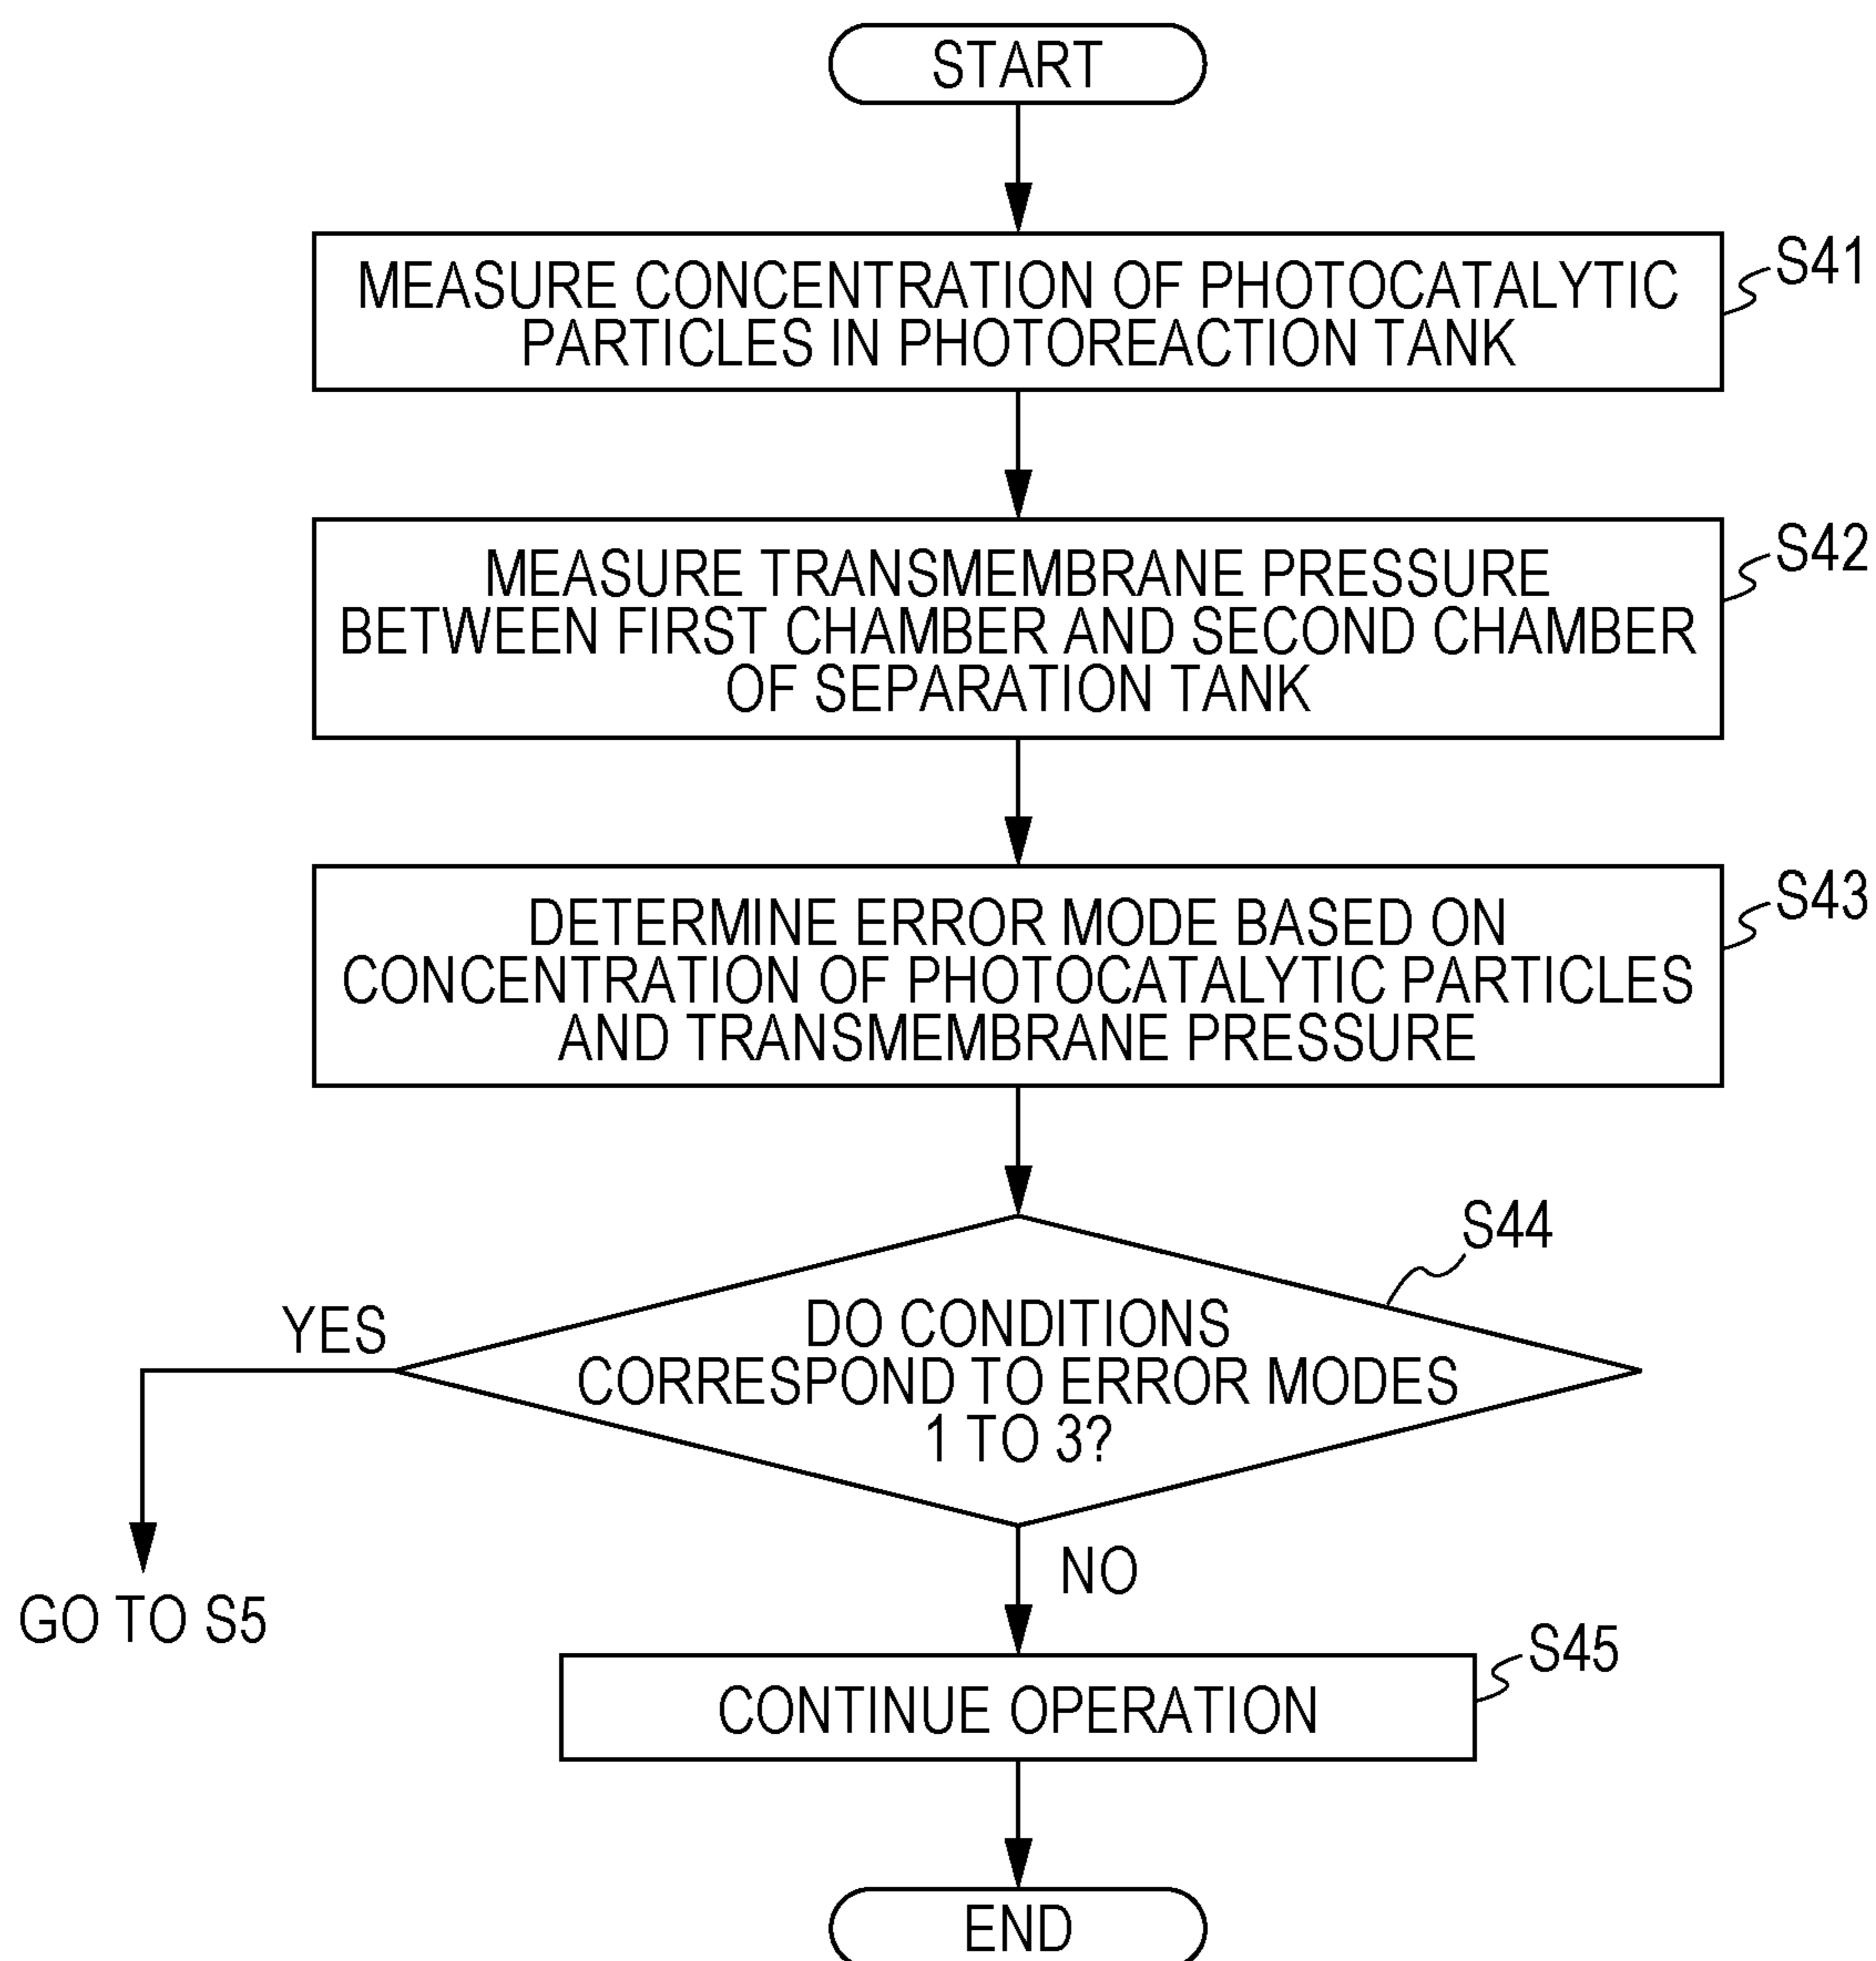 START
MEASURE CONCENTRATION OF PHOTOCATALYTIC
PARTICLES IN PHOTOREACTION TANK
S41
MEASURE TRANSMEMBRANE PRESSURE
BETWEEN FIRST CHAMBER AND SECOND CHAMBER
OF SEPARATION TANK
S42
DETERMINE ERROR MODE BASED ON
CONCENTRATION OF PHOTOCATALYTIC PARTICLES
AND TRANSMEMBRANE PRESSURE
S43
S44
DO CONDITIONS
CORRESPOND TO ERROR MODES
1 TO 3?
YES
GO TO S5
NO
S45
CONTINUE OPERATION
END